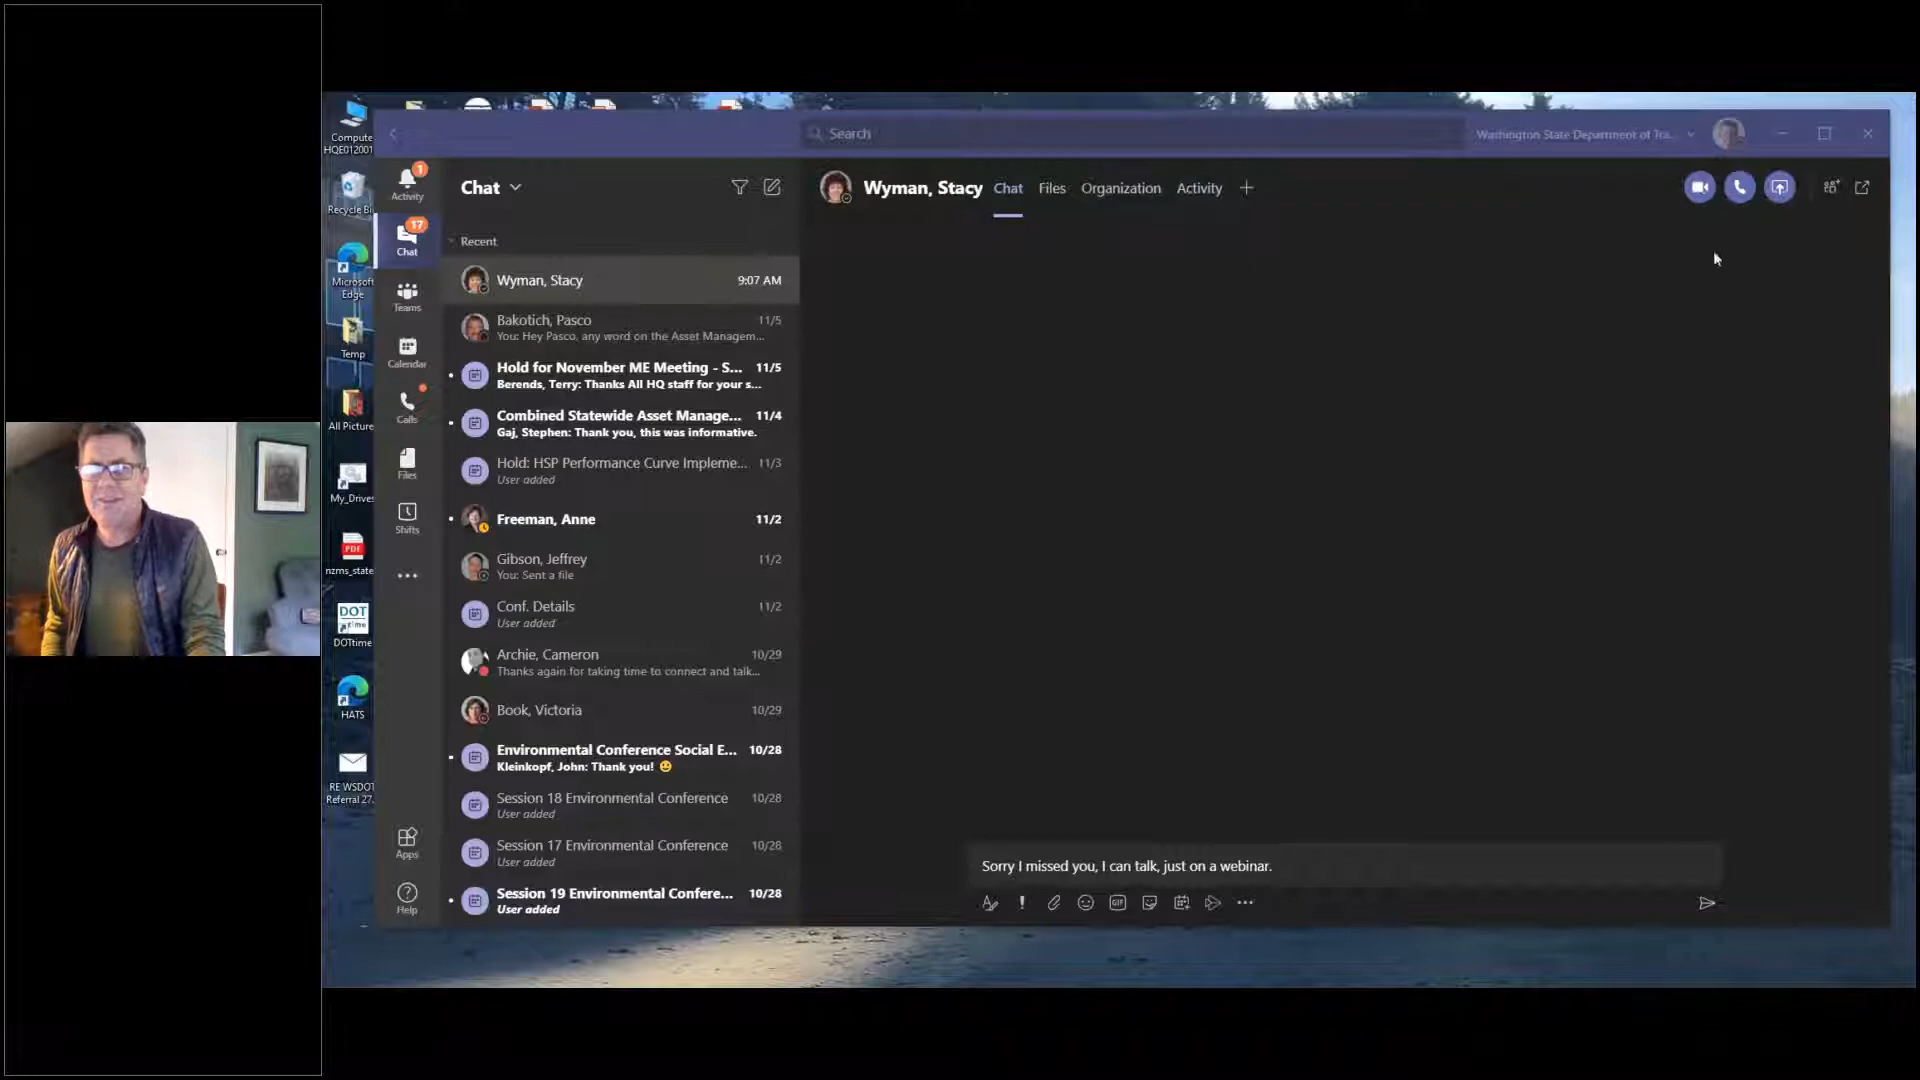 Search
Washington State Department of Tra...
Compute
HQE012001
Recycle Bi
Microsoft
Edge
Temp
All Picture
My_Drives
PDF
nzms_state
DOT
time
DOTtime
HATS
RE WSDOT
Referral 27.
1
Activity
17
Chat
Teams
Calendar
Calls
Files
Shifts
Apps
Help
Chat
Recent
Wyman, Stacy 9:07 AM
Bakotich, Pasco 11/5
You: Hey Pasco, any word on the Asset Managem...
Hold for November ME Meeting - S... 11/5
Berends, Terry: Thanks All HQ staff for your s...
Combined Statewide Asset Manage... 11/4
Gaj, Stephen: Thank you, this was informative.
Hold: HSP Performance Curve Impleme... 11/3
User added
Freeman, Anne 11/2
Gibson, Jeffrey 11/2
You: Sent a file
Conf. Details 11/2
User added
Archie, Cameron 10/29
Thanks again for taking time to connect and talk...
Book, Victoria 10/29
Environmental Conference Social E... 10/28
Kleinkopf, John: Thank you! 😀
Session 18 Environmental Conference 10/28
User added
Session 17 Environmental Conference 10/28
User added
Session 19 Environmental Confere... 10/28
User added
Wyman, Stacy Chat Files Organization Activity
Sorry I missed you, I can talk, just on a webinar.
GIF